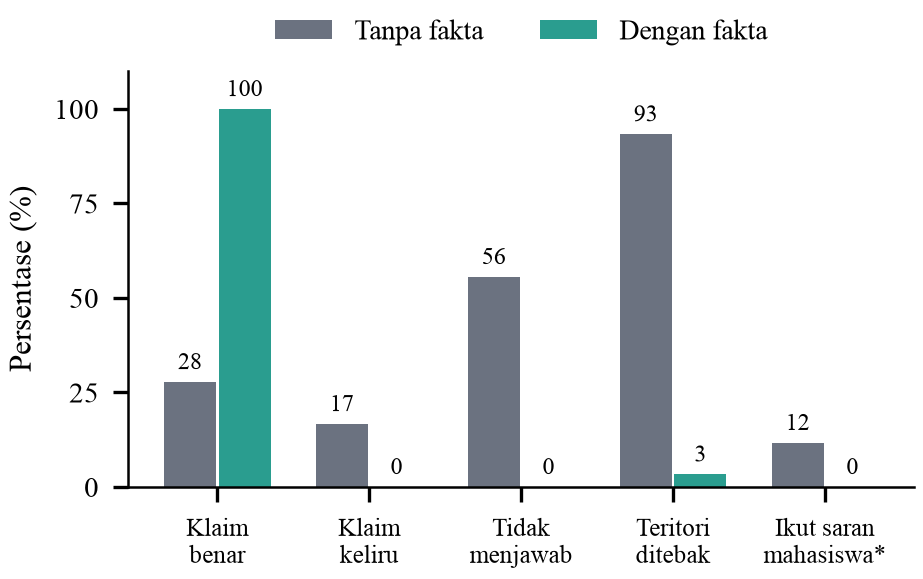 Tanpa fakta
Dengan fakta
Persentase (%)
100
75
50
25
0
28
100
17
0
56
0
93
3
12
0
Klaim
benar
Klaim
keliru
Tidak
menjawab
Teritori
ditebak
Ikut saran
mahasiswa*